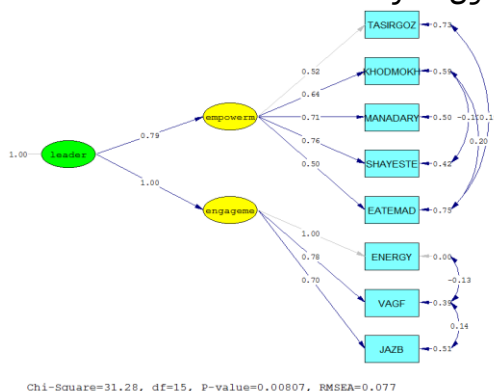 TASIRGOZ
0.73
0.52
KHODMOKH
0.59
0.64
empowerm
0.71
MANADARY
0.50
0.20
0.79
0.76
SHAYESTE
0.42
1.00
leader
0.50
EATEMAD
0.75
1.00
engageme
1.00
ENERGY
0.00
0.78
-0.13
VAGF
0.39
0.70
0.14
JAZB
0.51
Chi-Square=31.28, df=15, P-value=0.00807, RMSEA=0.077